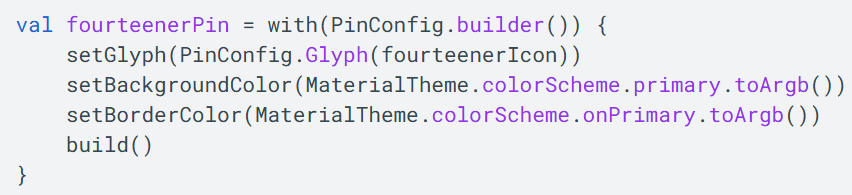 val fourteenerPin = with(PinConfig.builder()) {
    setGlyph(PinConfig.Glyph(fourteenerIcon))
    setBackgroundColor(MaterialTheme.colorScheme.primary.toArgb())
    setBorderColor(MaterialTheme.colorScheme.onPrimary.toArgb())
    build()
}